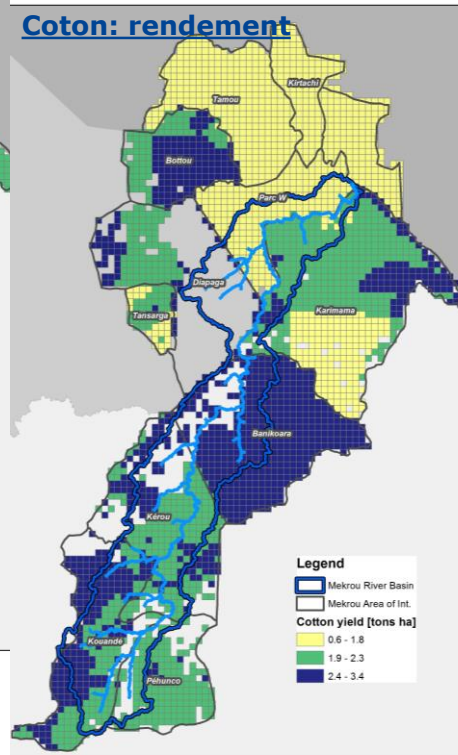 Coton: rendement
Kirtachi
Tamou
Bottou
Parc W
Diapaga
Tansarga
Karimama
Banikoara
Kérou
Kouandé
Péhunco
Legend
Mekrou River Basin
Mekrou Area of Int.
Cotton yield [tons ha]
0.6 - 1.8
1.9 - 2.3
2.4 - 3.4